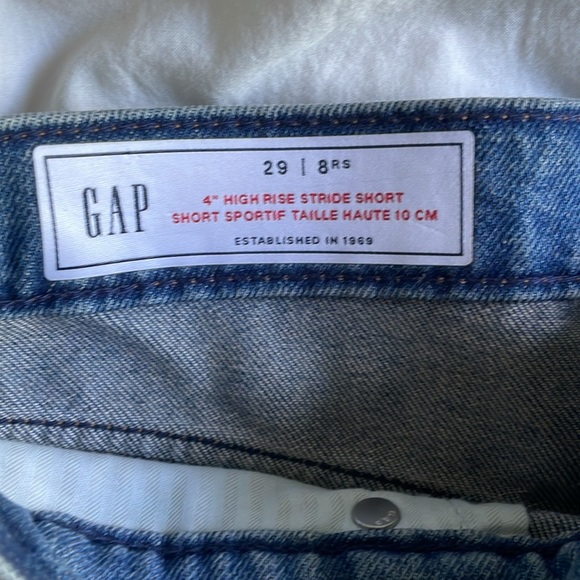 GAP
29 | 8RS
4" HIGH RISE STRIDE SHORT
SHORT SPORTIF TAILLE HAUTE 10 CM
ESTABLISHED IN 1969